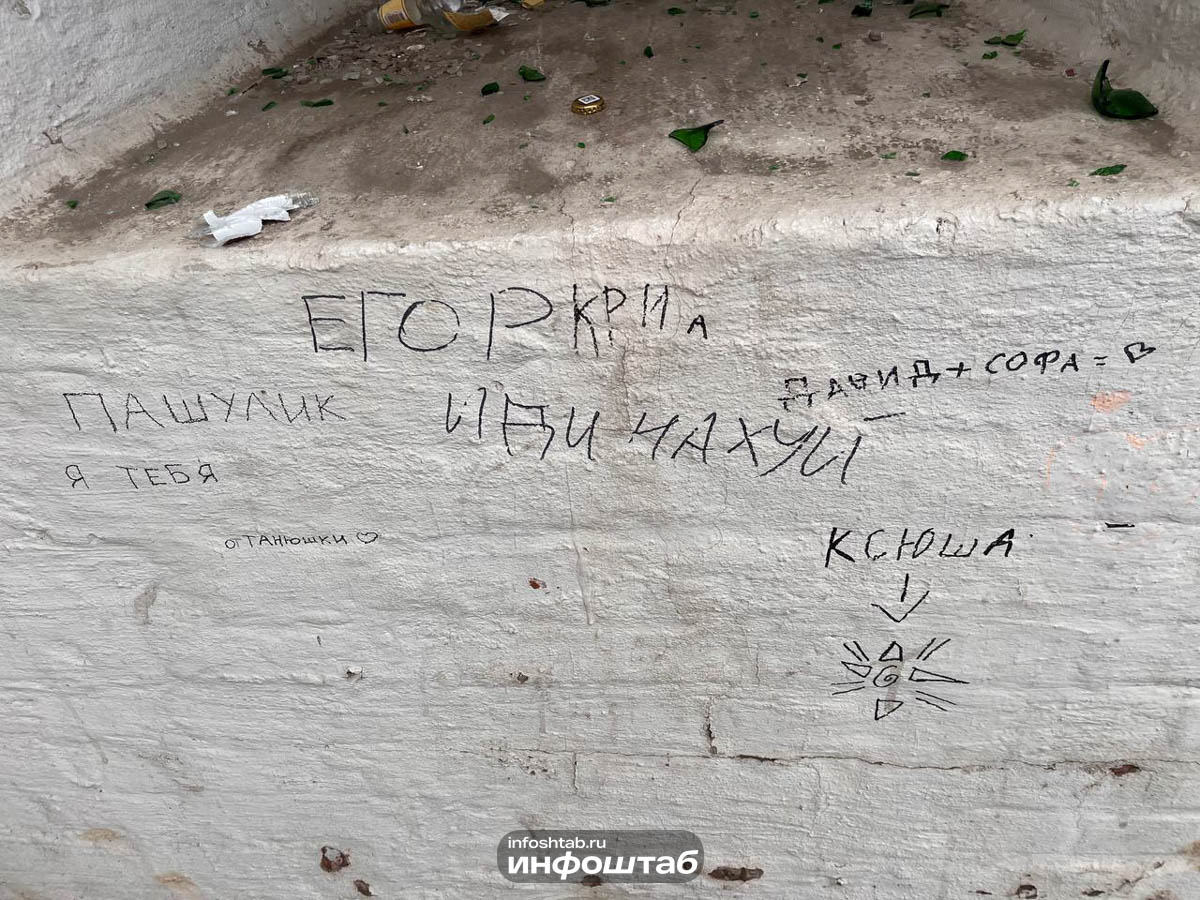 ЕГОР КРИ А
ДАВИД + СОФА = ♡
ПАШУЛИК
ИДИ НАХУЙ
Я ТЕБЯ
от ТАНЮШКИ ♡
КСЮША
infoshtab.ru
ИНФОШТАБ